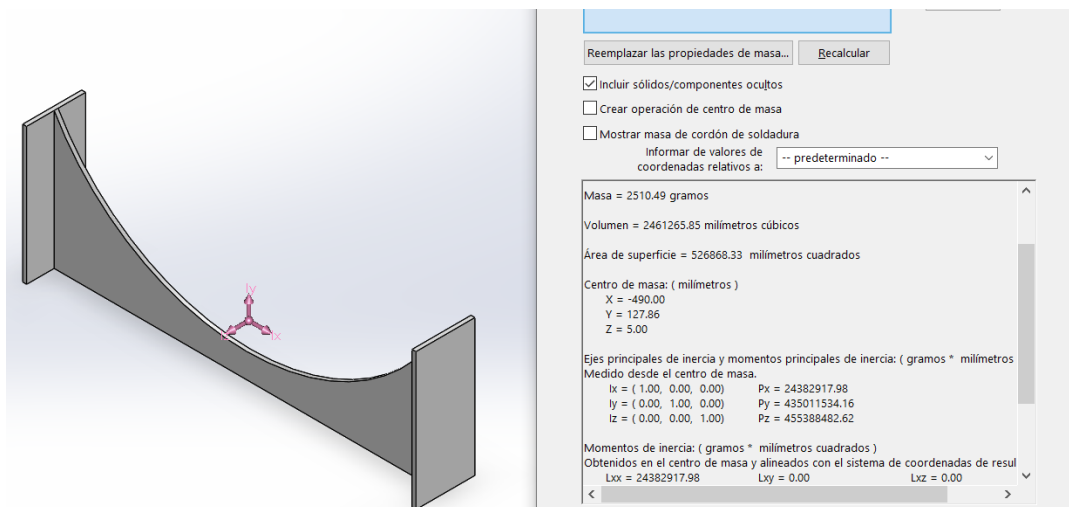 Reemplazar las propiedades de masa... Recalcular
Incluir sólidos/componentes ocultos
Crear operación de centro de masa
Mostrar masa de cordón de soldadura
Informar de valores de
coordenadas relativos a:
-- predeterminado --
Masa = 2510.49 gramos
Volumen = 2461265.85 milímetros cúbicos
Área de superficie = 526868.33 milímetros cuadrados
Centro de masa: ( milímetros )
X = -490.00
Y = 127.86
Z = 5.00
Ejes principales de inercia y momentos principales de inercia: ( gramos * milímetros
Medido desde el centro de masa.
Ix = ( 1.00, 0.00, 0.00) Px = 24382917.98
Iy = ( 0.00, 1.00, 0.00) Py = 435011534.16
Iz = ( 0.00, 0.00, 1.00) Pz = 455388482.62
Momentos de inercia: ( gramos * milímetros cuadrados )
Obtenidos en el centro de masa y alineados con el sistema de coordenadas de resul
Lxx = 24382917.98 Lxy = 0.00 Lxz = 0.00
Iy
Ix